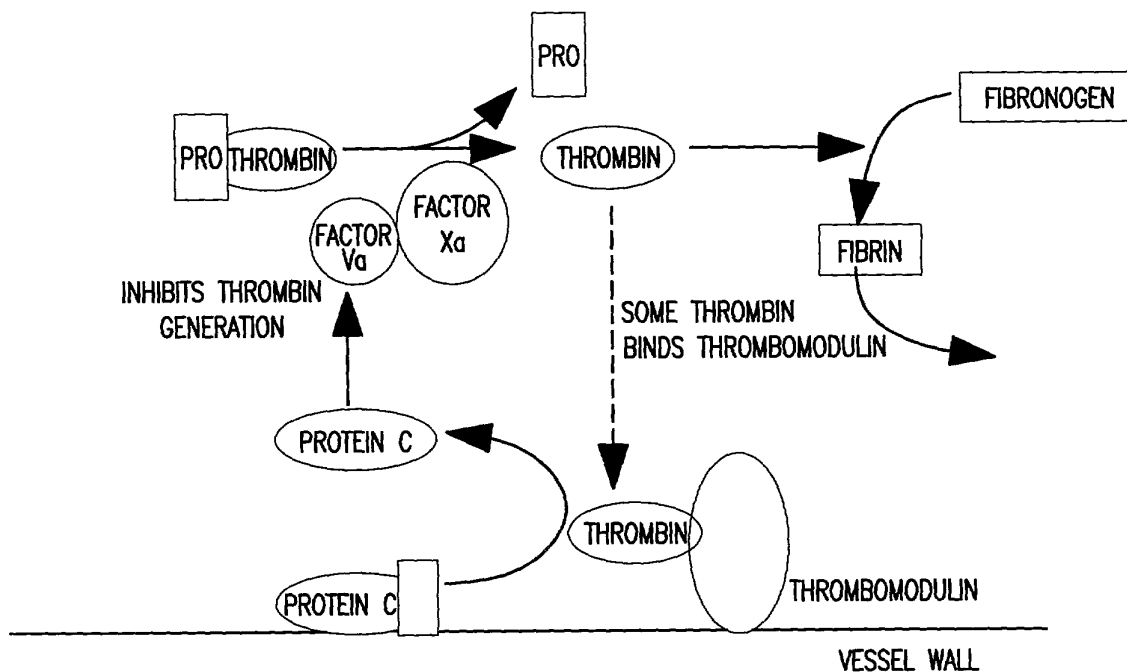 PRO
FIBRONOGEN
PRO THROMBIN
THROMBIN
FACTOR
Xa
FACTOR
Va
FIBRIN
INHIBITS THROMBIN
GENERATION
SOME THROMBIN
BINDS THROMBOMODULIN
PROTEIN C
THROMBIN
PROTEIN C
THROMBOMODULIN
VESSEL WALL